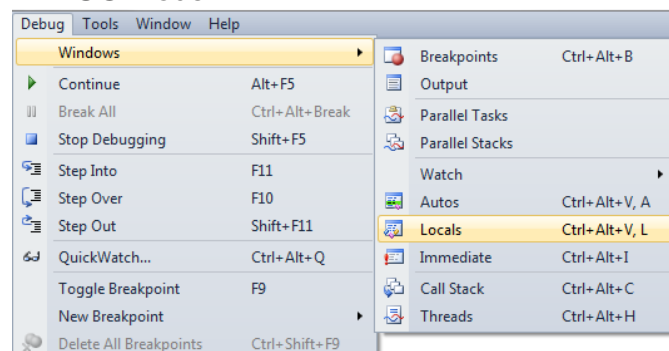 Debug Tools Window Help
Windows
Continue Alt+F5
Break All Ctrl+Alt+Break
Stop Debugging Shift+F5
Step Into F11
Step Over F10
Step Out Shift+F11
QuickWatch... Ctrl+Alt+Q
Toggle Breakpoint F9
New Breakpoint
Delete All Breakpoints Ctrl+Shift+F9
Breakpoints Ctrl+Alt+B
Output
Parallel Tasks
Parallel Stacks
Watch
Autos Ctrl+Alt+V, A
Locals Ctrl+Alt+V, L
Immediate Ctrl+Alt+I
Call Stack Ctrl+Alt+C
Threads Ctrl+Alt+H